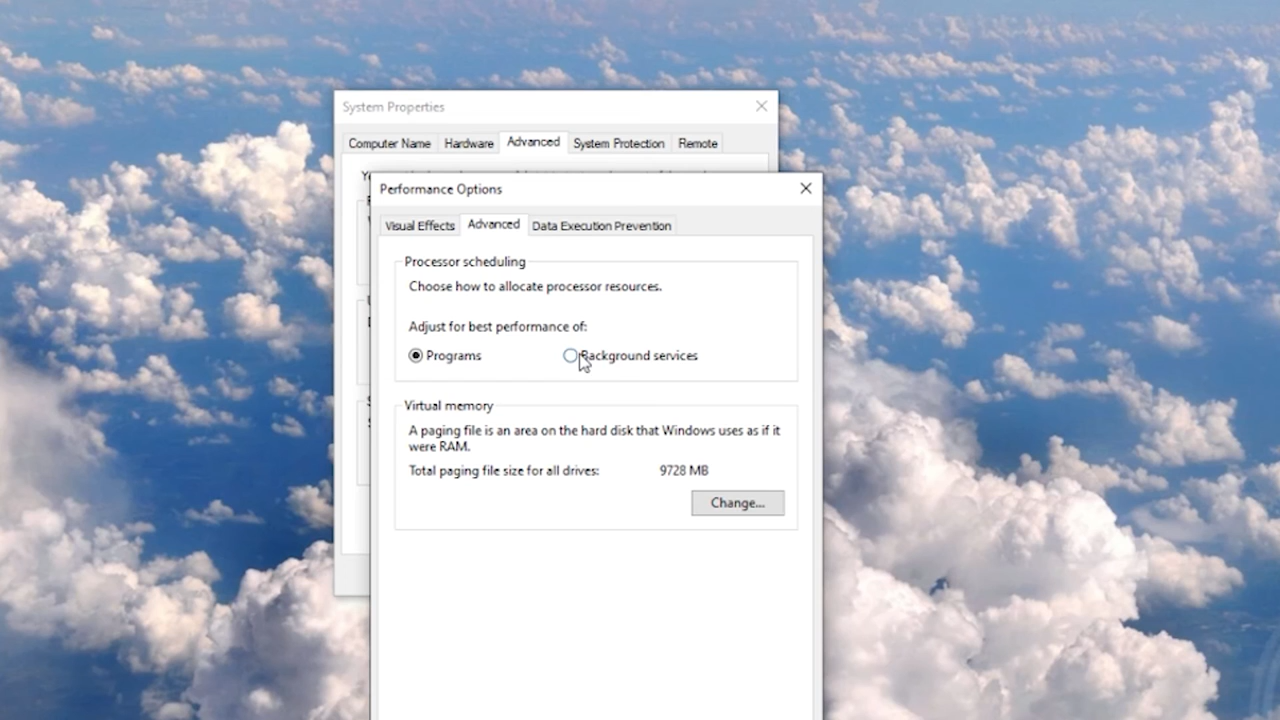 System Properties
Computer Name Hardware Advanced System Protection Remote
Performance Options
Visual Effects Advanced Data Execution Prevention
Processor scheduling
Choose how to allocate processor resources.
Adjust for best performance of:
Programs Background services
Virtual memory
A paging file is an area on the hard disk that Windows uses as if it
were RAM.
Total paging file size for all drives: 9728 MB
Change...